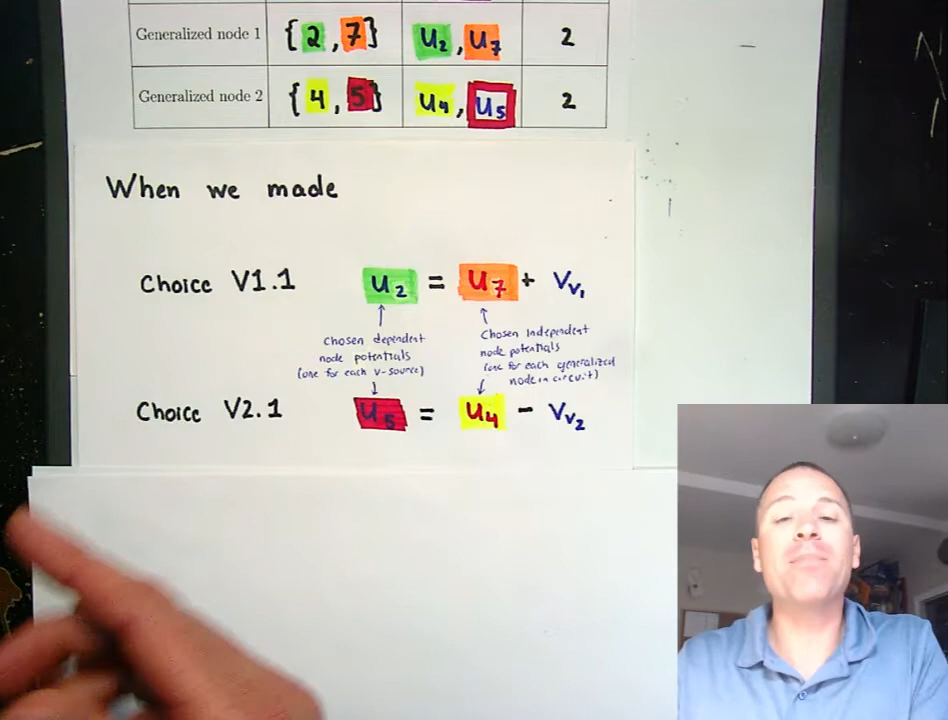 Generalized node 1 {2,7} u2,u7 2
Generalized node 2 {4,5} u4,u5 2
When we made
Choice V1.1 u2 = u7 + Vv1
Chosen dependent
node potentials
(one for each v-source)
Chosen Independent
node potentials
(one for each generalized
node in circuit)
Choice V2.1 u5 = u4 - Vv2